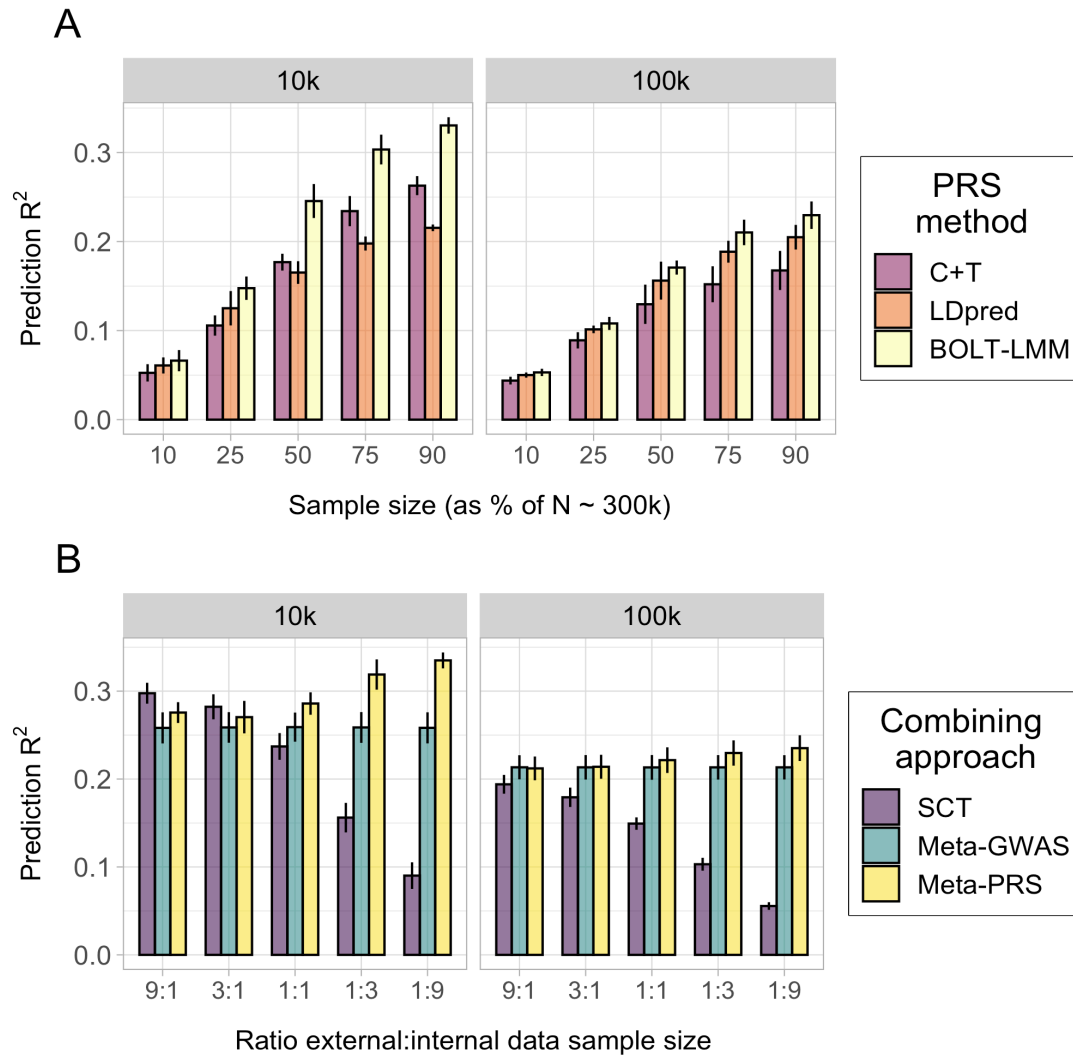 A
10k
100k
Prediction R²
0.3
0.2
0.1
0.0
10 25 50 75 90
10 25 50 75 90
Sample size (as % of N ~ 300k)
PRS
method
C+T
LDpred
BOLT-LMM
B
10k
100k
Prediction R²
0.3
0.2
0.1
0.0
9:1 3:1 1:1 1:3 1:9
9:1 3:1 1:1 1:3 1:9
Ratio external:internal data sample size
Combining
approach
SCT
Meta-GWAS
Meta-PRS